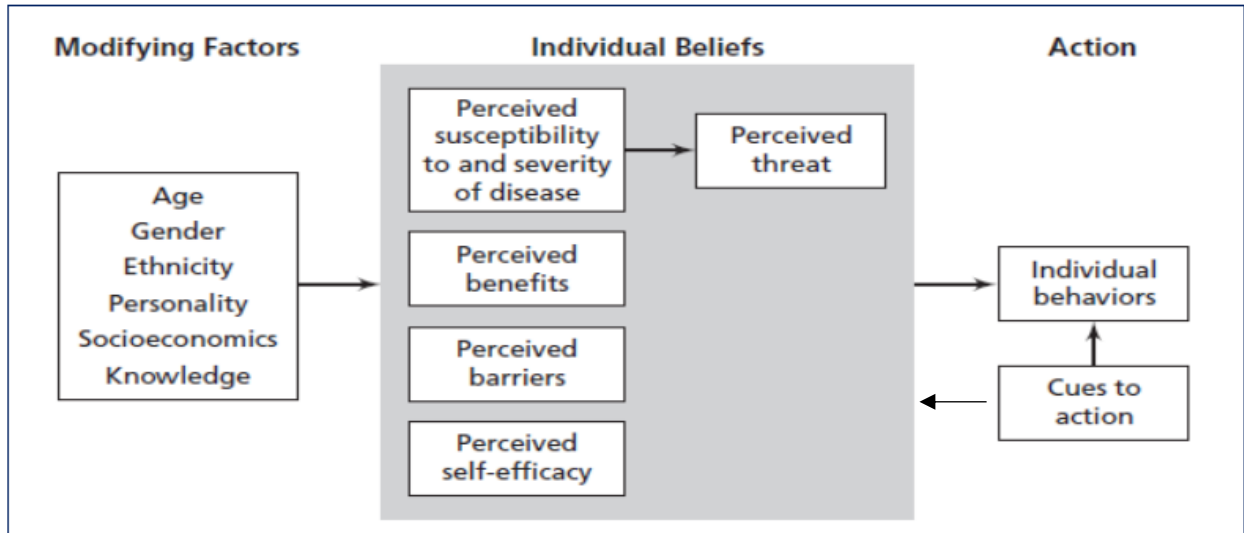 Modifying Factors
Individual Beliefs
Action
Age
Gender
Ethnicity
Personality
Socioeconomics
Knowledge
Perceived
susceptibility
to and severity
of disease
Perceived
threat
Perceived
benefits
Perceived
barriers
Perceived
self-efficacy
Individual
behaviors
Cues to
action